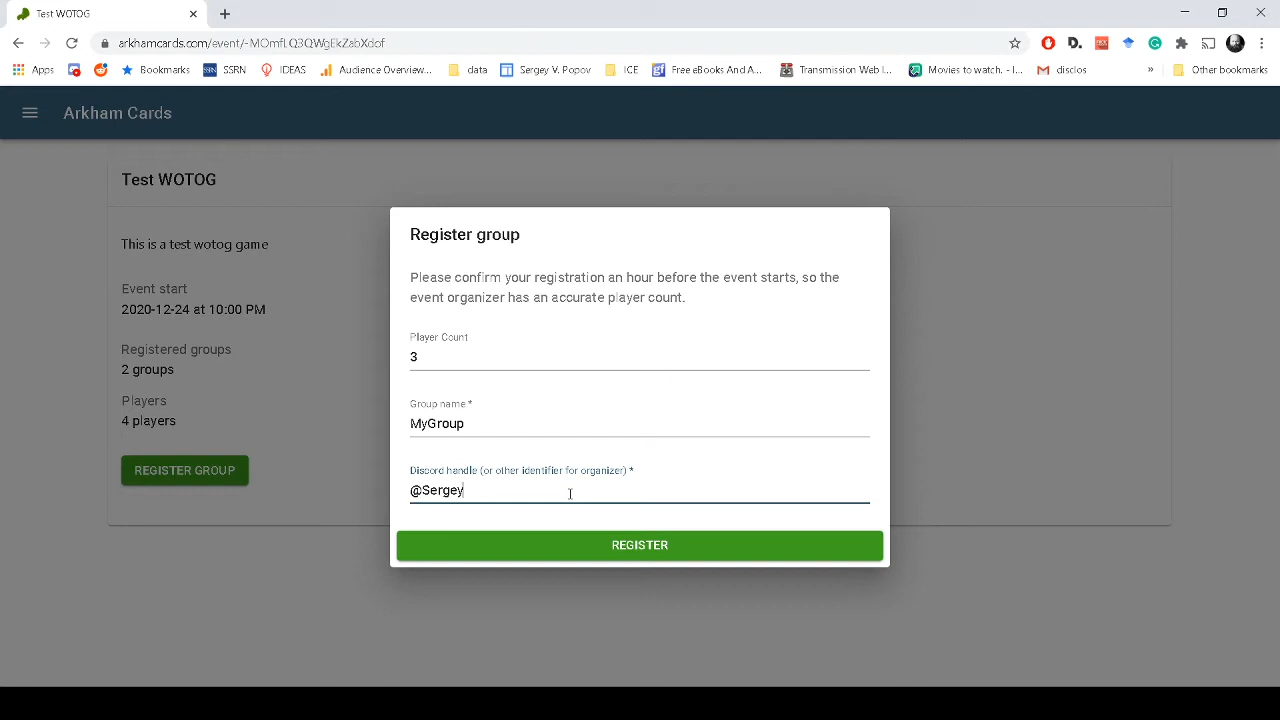 Test WOTOG
arkhamcards.com/event/-MOmfLQ3QWgEkZabXdof
Apps
Bookmarks
SSRN
IDEAS
Audience Overview...
data
Sergey V. Popov
ICE
Free eBook And A...
Transmission Web I...
Movies to watch. - I...
disclos
»
Other bookmarks
Arkham Cards
Test WOTOG
This is a test wotog game
Event start
2020-12-24 at 10:00 PM
Registered groups
2 groups
Players
4 players
REGISTER GROUP
Register group
Please confirm your registration an hour before the event starts, so the
event organizer has an accurate player count.
Player Count
3
Group name *
MyGroup
Discord handle (or other identifier for organizer) *
@Sergey
REGISTER